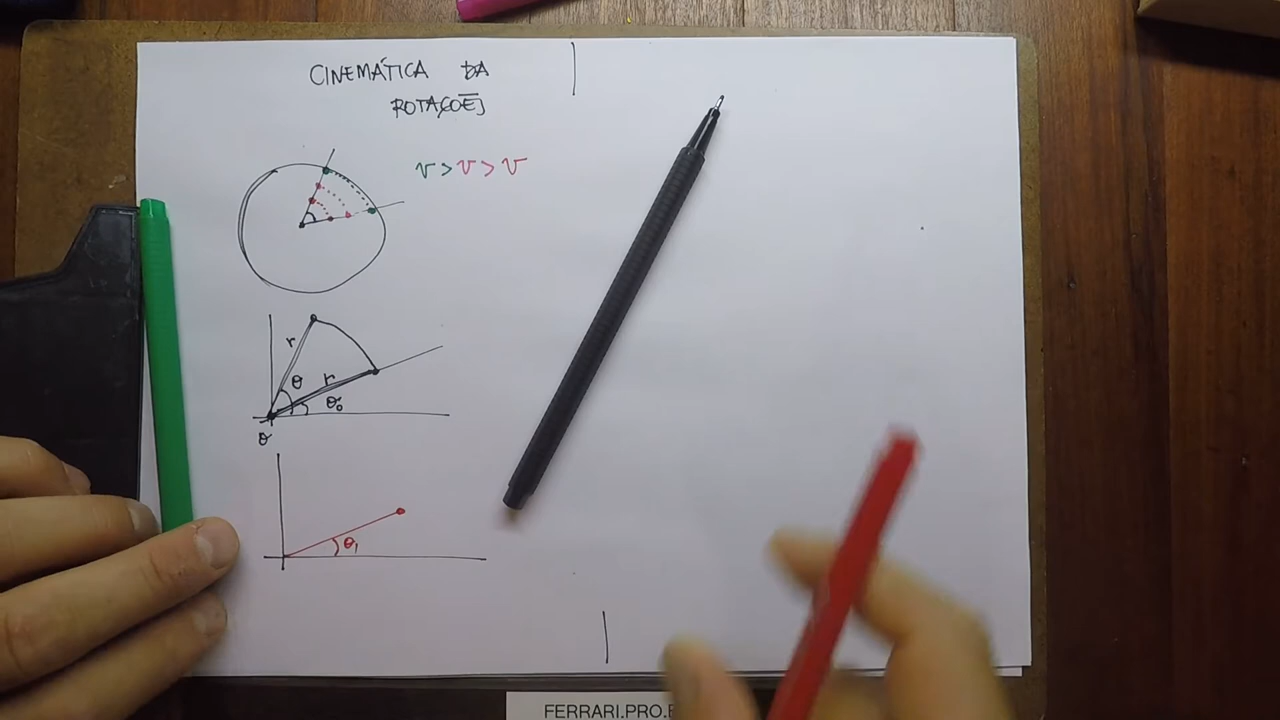 CINEMÁTICA DA
ROTAÇÕES
v > v > v
r
θ
r
θ₀
O
θ₁
FERRARI.PRO.